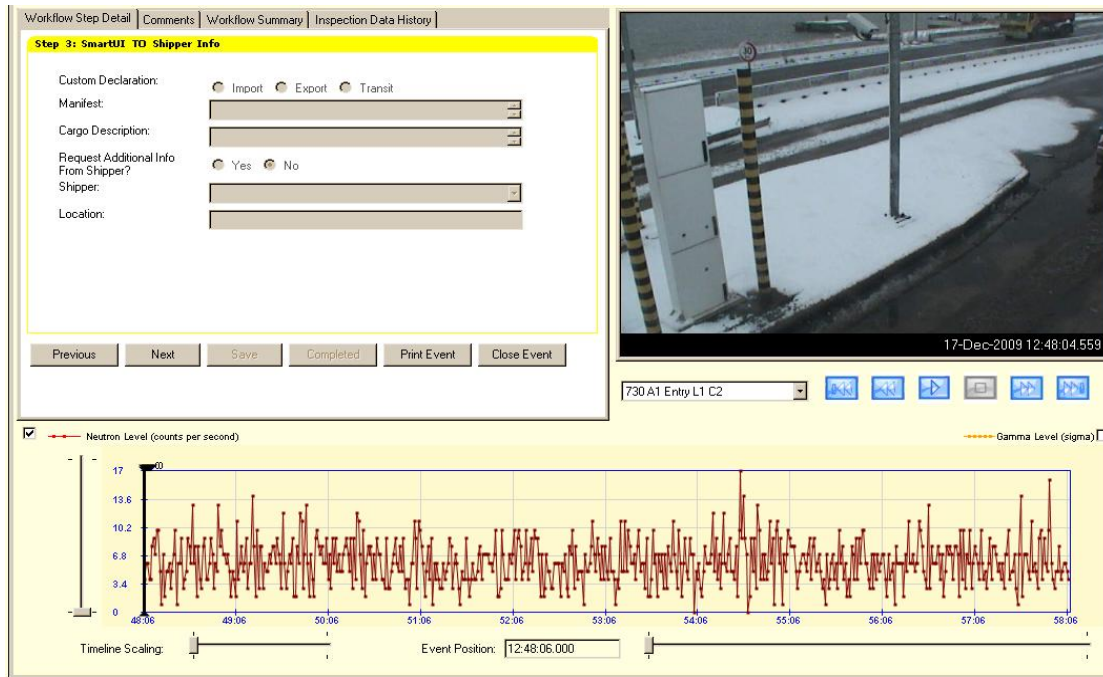 Workflow Step Detail Comments Workflow Summary Inspection Data History
Step 3: SmartUI TO Shipper Info
Custom Declaration:
Import Export Transit
Manifest:
Cargo Description:
Request Additional Info
From Shipper?
Yes No
Shipper:
Location:
Previous Next Save Completed Print Event Close Event
30
17-Dec-2009 12:48:04.559
730 A1 Entry L1 C2
Neutron Level (counts per second)
Gamma Level (sigma)
17
13.6
10.2
6.8
3.4
0
48:06 49:06 50:06 51:06 52:06 53:06 54:06 55:06 56:06 57:06 58:06
Timeline Scaling:
Event Position: 12:48:06.000